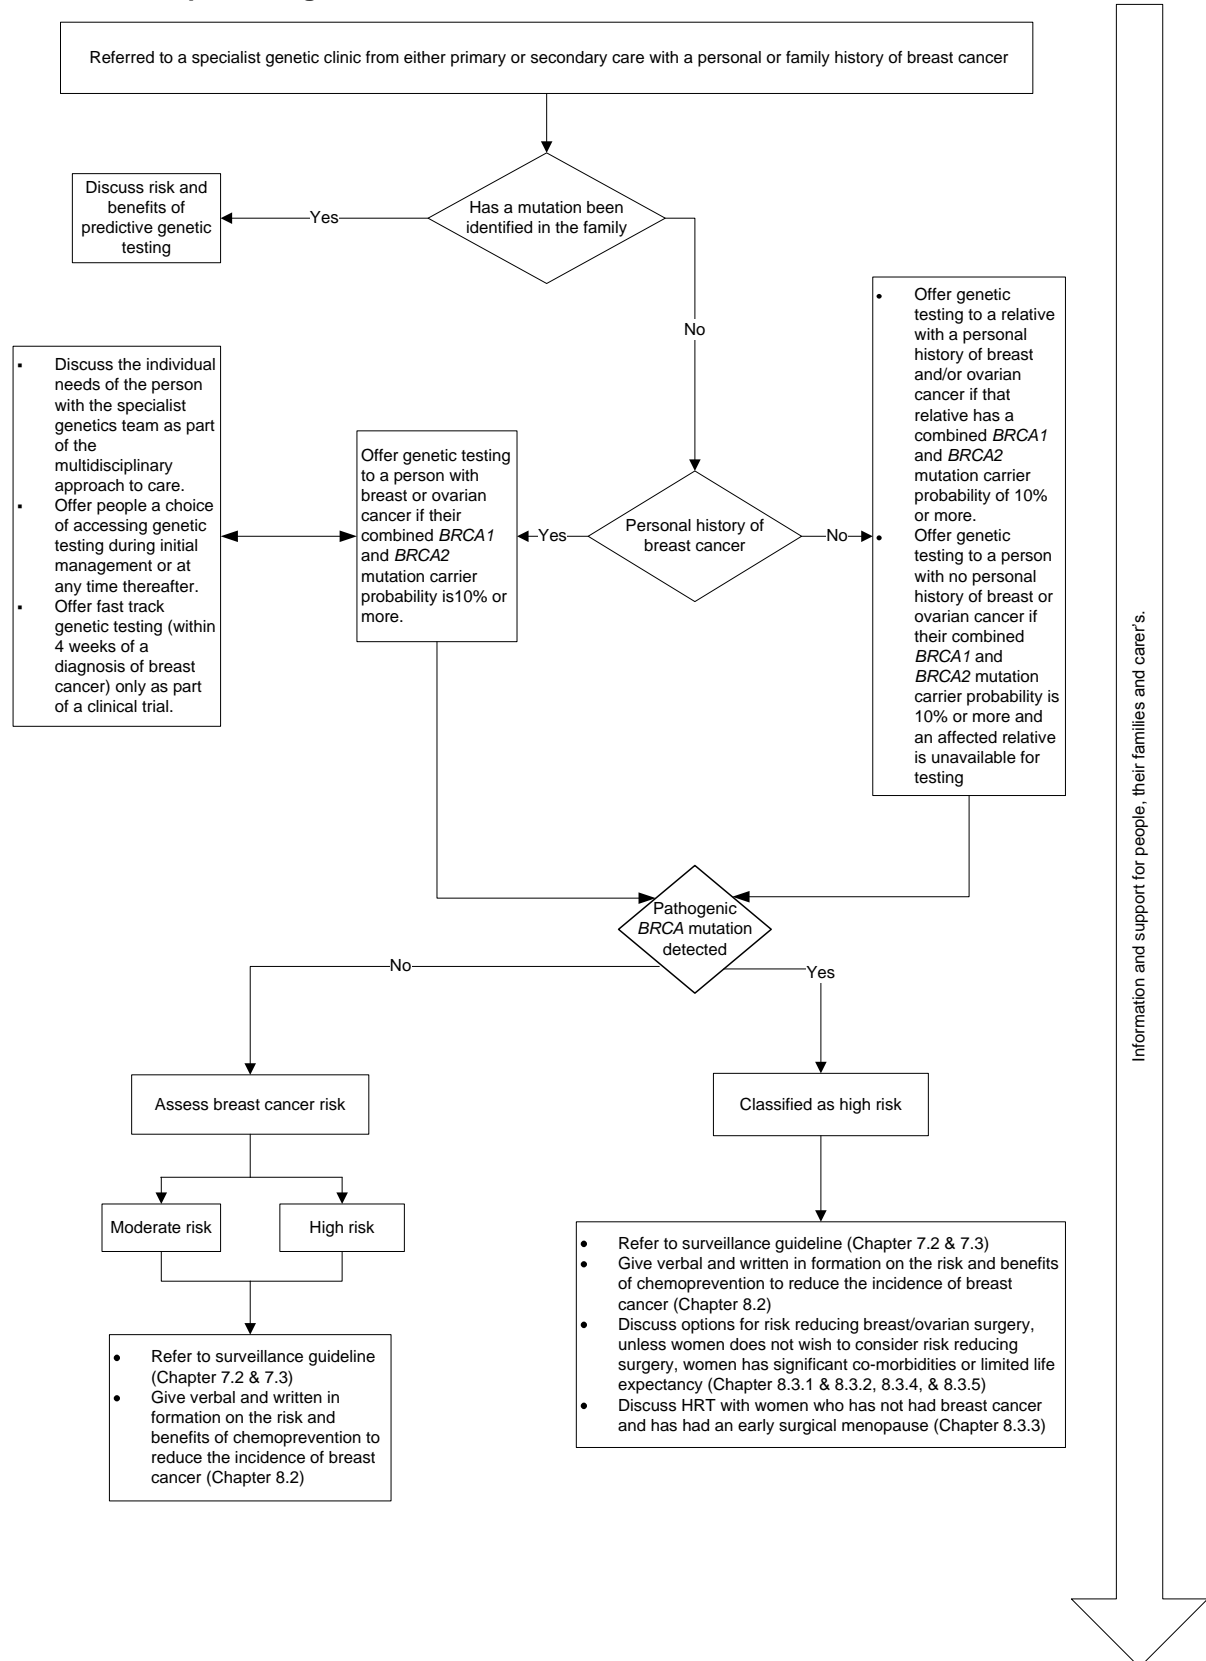 Referred to a specialist genetic clinic from either primary or secondary care with a personal or family history of breast cancer
Has a mutation been
identified in the family
Yes
Discuss risk and
benefits of
predictive genetic
testing
No
Personal history of
breast cancer
Yes
Offer genetic testing
to a person with
breast or ovarian
cancer if their
combined BRCA1
and BRCA2
mutation carrier
probability is10% or
more.
▪ Discuss the individual
needs of the person
with the specialist
genetics team as part
of the
multidisciplinary
approach to care.
▪ Offer people a choice
of accessing genetic
testing during initial
management or at
any time thereafter.
▪ Offer fast track
genetic testing (within
4 weeks of a
diagnosis of breast
cancer) only as part
of a clinical trial.
No
• Offer genetic
testing to a relative
with a personal
history of breast
and/or ovarian
cancer if that
relative has a
combined BRCA1
and BRCA2
mutation carrier
probability of 10%
or more.
• Offer genetic
testing to a person
with no personal
history of breast or
ovarian cancer if
their combined
BRCA1 and
BRCA2 mutation
carrier probability is
10% or more and
an affected relative
is unavailable for
testing
Pathogenic
BRCA mutation
detected
No
Yes
Assess breast cancer risk
Classified as high risk
Moderate risk
High risk
• Refer to surveillance guideline
(Chapter 7.2 & 7.3)
• Give verbal and written in
formation on the risk and
benefits of chemoprevention to
reduce the incidence of breast
cancer (Chapter 8.2)
• Refer to surveillance guideline (Chapter 7.2 & 7.3)
• Give verbal and written in formation on the risk and benefits
of chemoprevention to reduce the incidence of breast
cancer (Chapter 8.2)
• Discuss options for risk reducing breast/ovarian surgery,
unless women does not wish to consider risk reducing
surgery, women has significant co-morbidities or limited life
expectancy (Chapter 8.3.1 & 8.3.2, 8.3.4, & 8.3.5)
• Discuss HRT with women who has not had breast cancer
and has had an early surgical menopause (Chapter 8.3.3)
Information and support for people, their families and carer's.